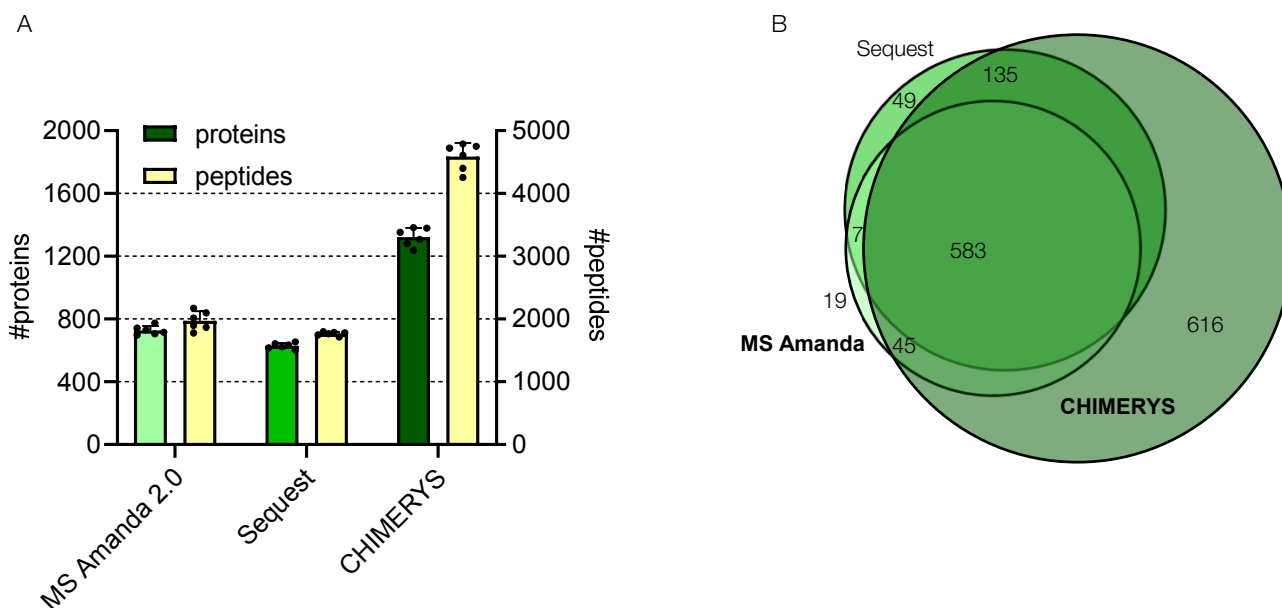 A
proteins
peptides
2000
1600
1200
800
400
0
#proteins
5000
4000
3000
2000
1000
0
#peptides
MS Amanda 2.0
Sequest
CHIMERYS
B
Sequest
135
49
7
583
19
MS Amanda
45
616
CHIMERYS